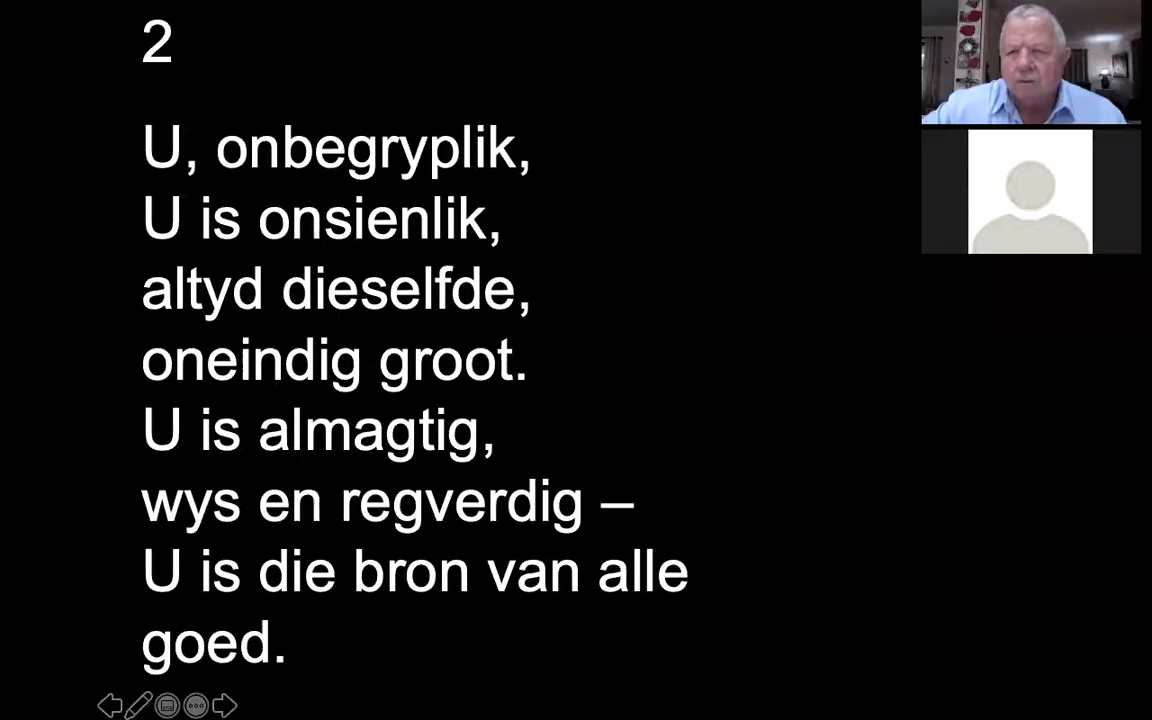 2
U, onbegryplik,
U is onsienlik,
altyd dieselfde,
oneindig groot.
U is almagtig,
wys en regverdig –
U is die bron van alle
goed.